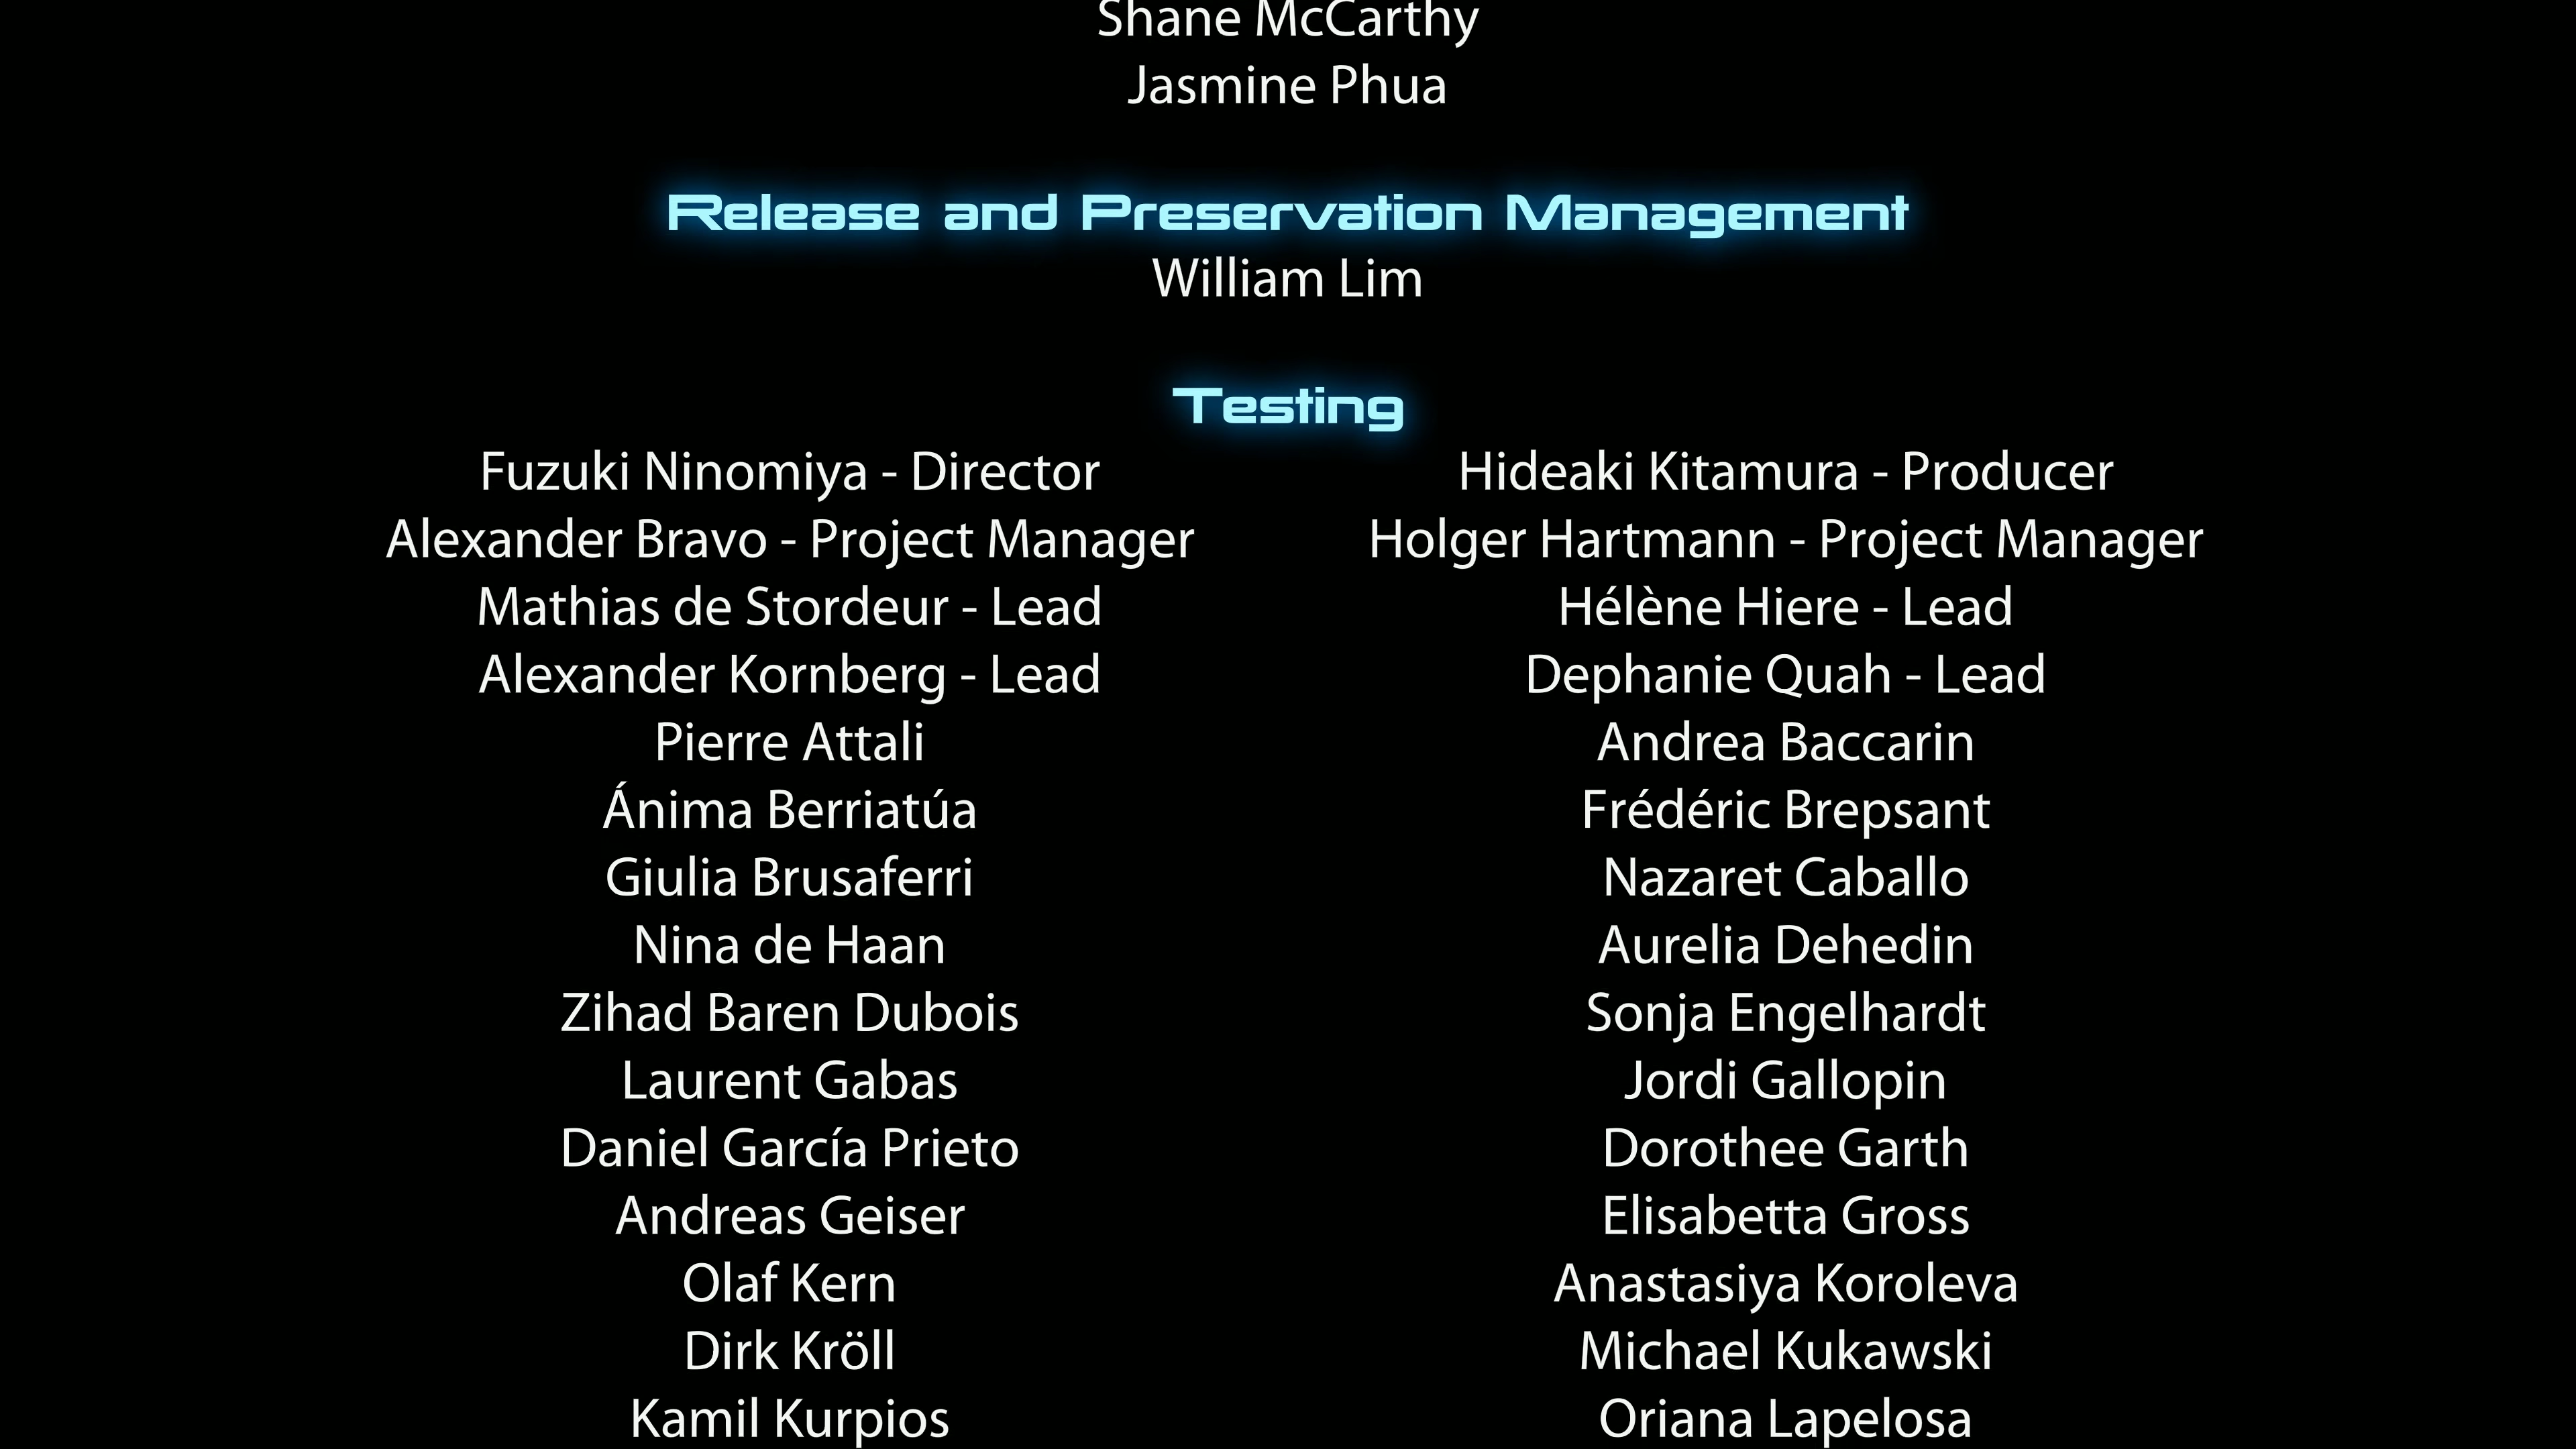 Shane McCarthy
Jasmine Phua
Release and Preservation Management
William Lim
Testing
Fuzuki Ninomiya - Director
Hideaki Kitamura - Producer
Alexander Bravo - Project Manager
Holger Hartmann - Project Manager
Mathias de Stordeur - Lead
Hélène Hiere - Lead
Alexander Kornberg - Lead
Dephanie Quah - Lead
Pierre Attali
Andrea Baccarin
Ánima Berriatúa
Frédéric Brepsant
Giulia Brusaferri
Nazaret Caballo
Nina de Haan
Aurelia Dehedin
Zihad Baren Dubois
Sonja Engelhardt
Laurent Gabas
Jordi Gallopin
Daniel García Prieto
Dorothee Garth
Andreas Geiser
Elisabetta Gross
Olaf Kern
Anastasiya Koroleva
Dirk Kröll
Michael Kukawski
Kamil Kurpios
Oriana Lapelosa